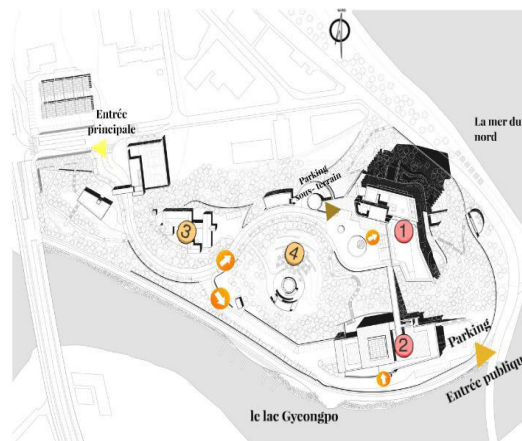 Entrée
principale
La mer du
nord
Parking
sous- terrain
1
3
4
2
Parking
Entrée publique
le lac Gyeongpo